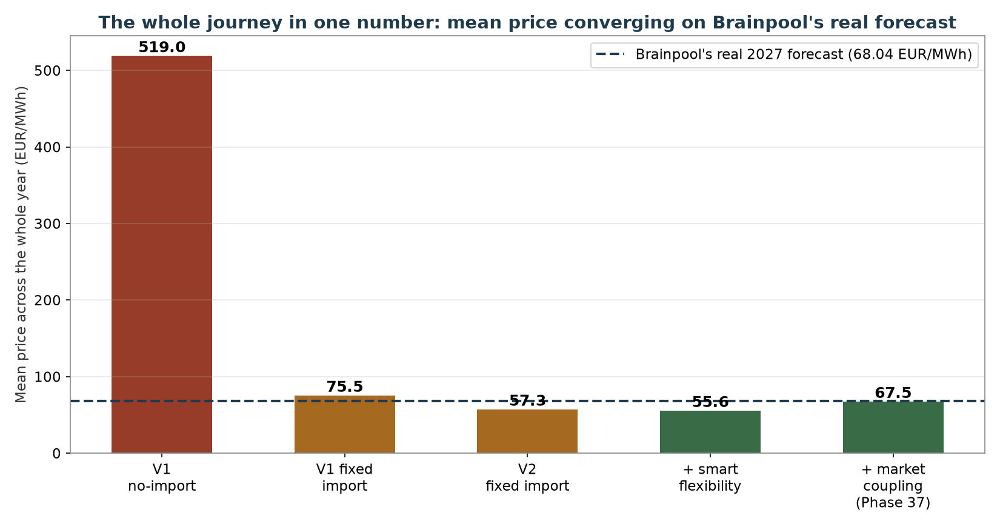 The whole journey in one number: mean price converging on Brainpool's real forecast
Brainpool's real 2027 forecast (68.04 EUR/MWh)
Mean price across the whole year (EUR/MWh)
500
400
300
200
100
0
519.0
75.5
57.3
55.6
67.5
V1
no-import
V1 fixed
import
V2
fixed import
+ smart
flexibility
+ market
coupling
(Phase 37)